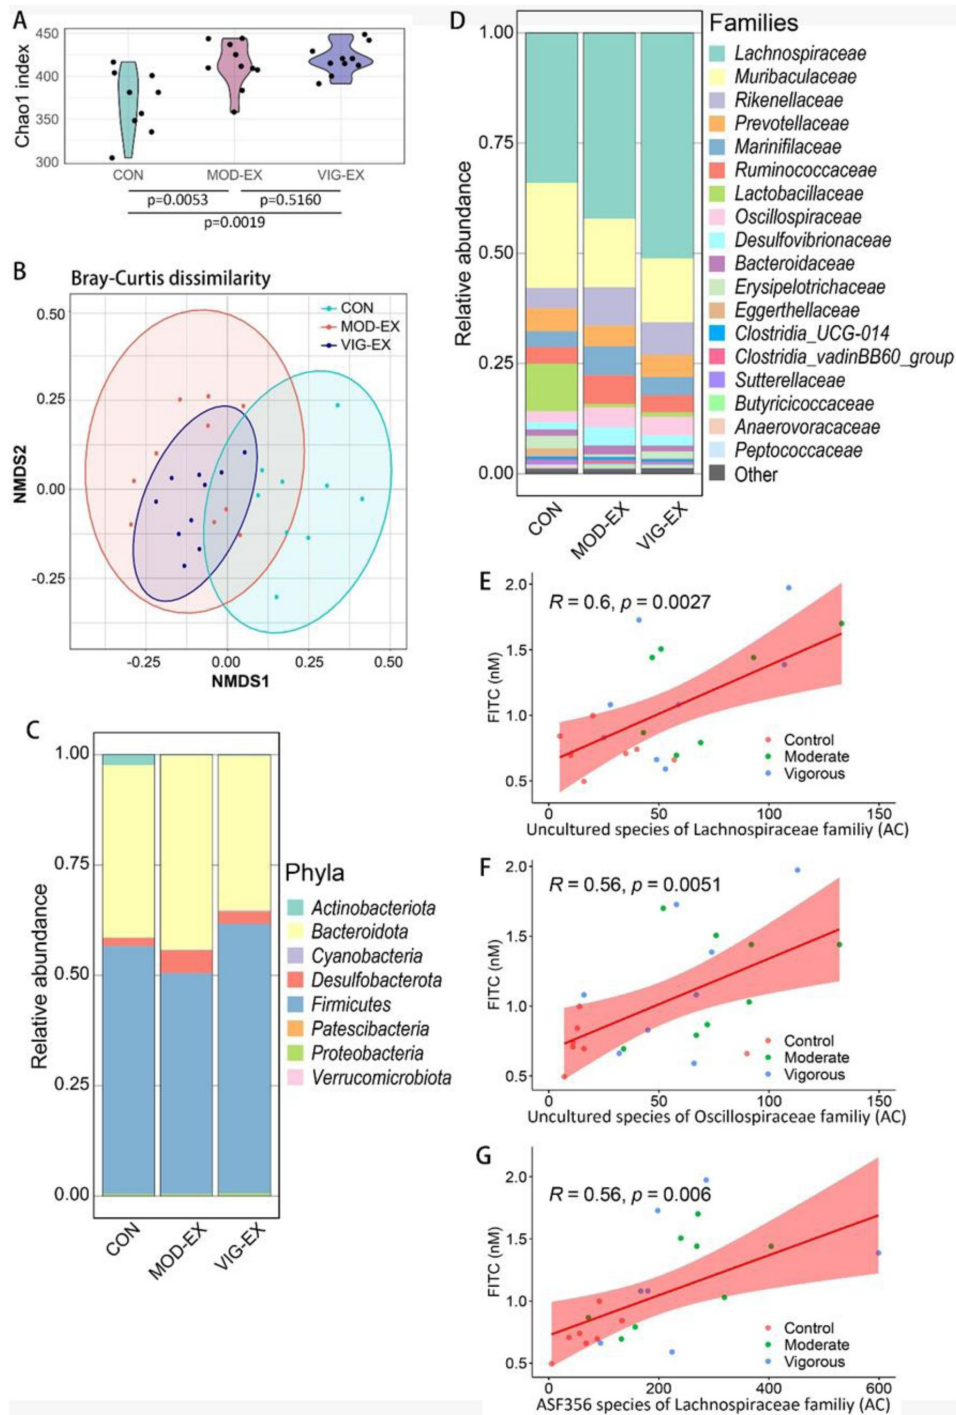 A
450
400
350
300
Chao1 index
CON
MOD-EX
VIG-EX
p=0.0053
p=0.5160
p=0.0019
B
Bray-Curtis dissimilarity
CON
MOD-EX
VIG-EX
0.50
0.25
0.00
-0.25
NMDS2
-0.25
0.00
0.25
0.50
NMDS1
C
1.00
0.75
0.50
0.25
0.00
Relative abundance
CON
MOD-EX
VIG-EX
Phyla
Actinobacteriota
Bacteroidota
Cyanobacteria
Desulfobacterota
Firmicutes
Patescibacteria
Proteobacteria
Verrucomicrobiota
D
1.00
0.75
0.50
0.25
0.00
Relative abundance
CON
MOD-EX
VIG-EX
Families
Lachnospiraceae
Muribaculaceae
Rikenellaceae
Prevotellaceae
Marinifilaceae
Ruminococcaceae
Lactobacillaceae
Oscillospiraceae
Desulfovibrionaceae
Bacteroidaceae
Erysipelotrichaceae
Eggerthellaceae
Clostridia_UCG-014
Clostridia_vadinBB60_group
Sutterellaceae
Butyricicoccaceae
Anaerovoracaceae
Peptococcaceae
Other
E
R = 0.6, p = 0.0027
2.0
1.5
1.0
0.5
FITC (nM)
Control
Moderate
Vigorous
0
50
100
150
Uncultured species of Lachnospiraceae familiy (AC)
F
R = 0.56, p = 0.0051
2.0
1.5
1.0
0.5
FITC (nM)
Control
Moderate
Vigorous
0
50
100
150
Uncultured species of Oscillospiraceae familiy (AC)
G
R = 0.56, p = 0.006
2.0
1.5
1.0
0.5
FITC (nM)
Control
Moderate
Vigorous
0
200
400
600
ASF356 species of Lachnospiraceae familiy (AC)